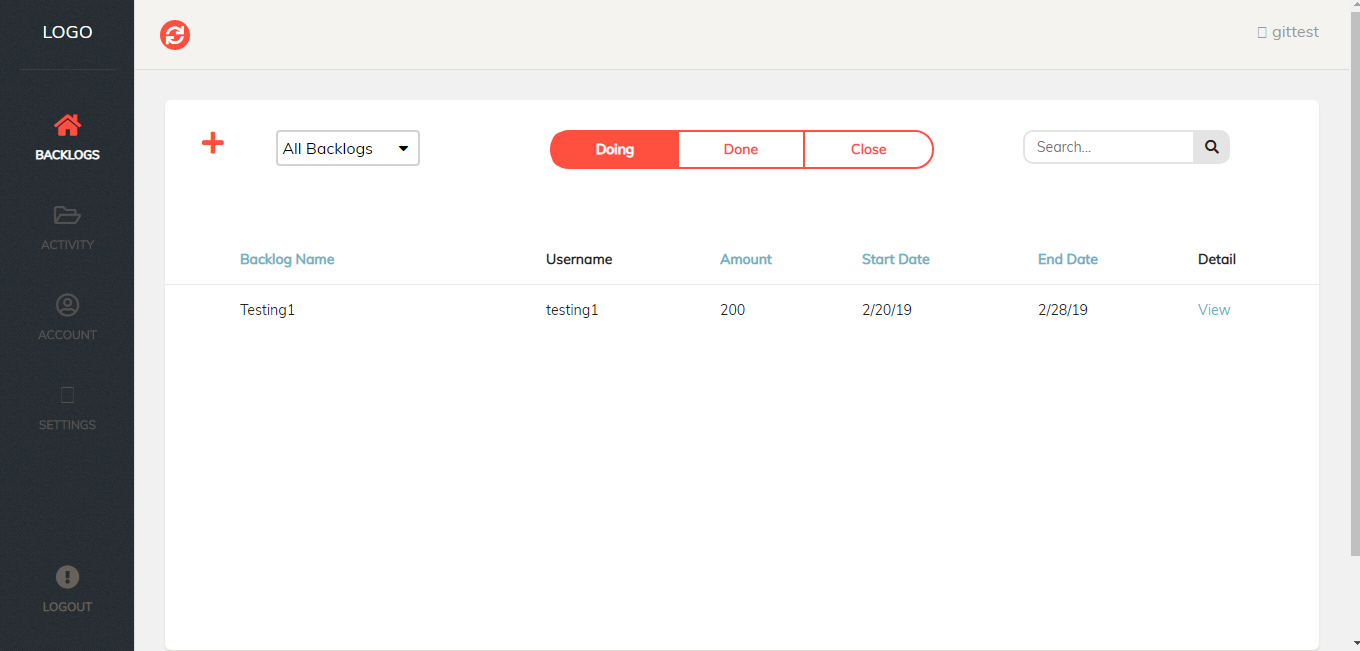 LOGO
gittest
BACKLOGS
ACTIVITY
ACCOUNT
SETTINGS
LOGOUT
All Backlogs
Doing Done Close
Search...
Backlog Name Username Amount Start Date End Date Detail
Testing1 testing1 200 2/20/19 2/28/19 View